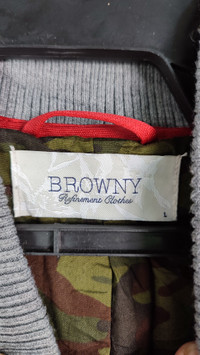 BROWNY
Refinement Clothes
L